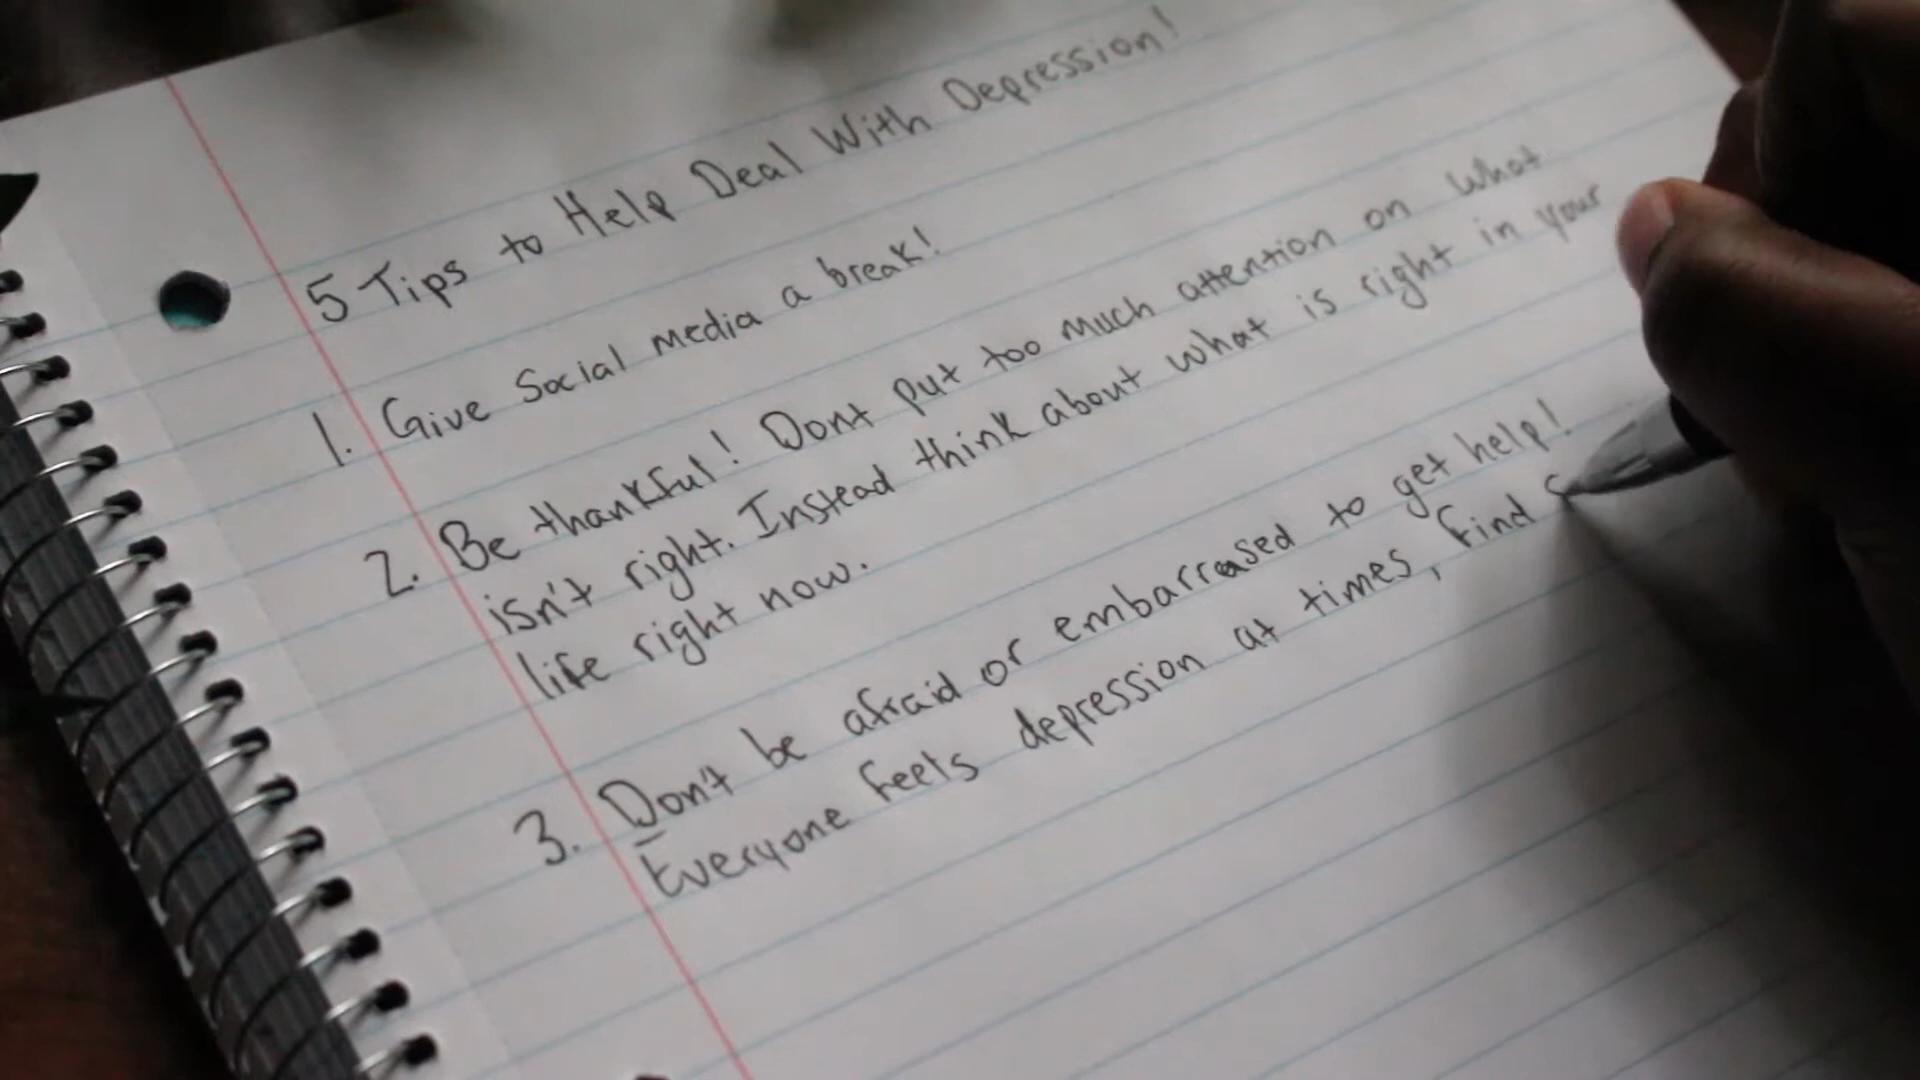 5 Tips to Help Deal With Depression!
1. Give Social media a break!
2. Be thankful! Dont put too much attention on what
isn't right. Instead think about what is right in your
life right now.
3. Don't be afraid or embarrased to get help!
Everyone feels depression at times, find